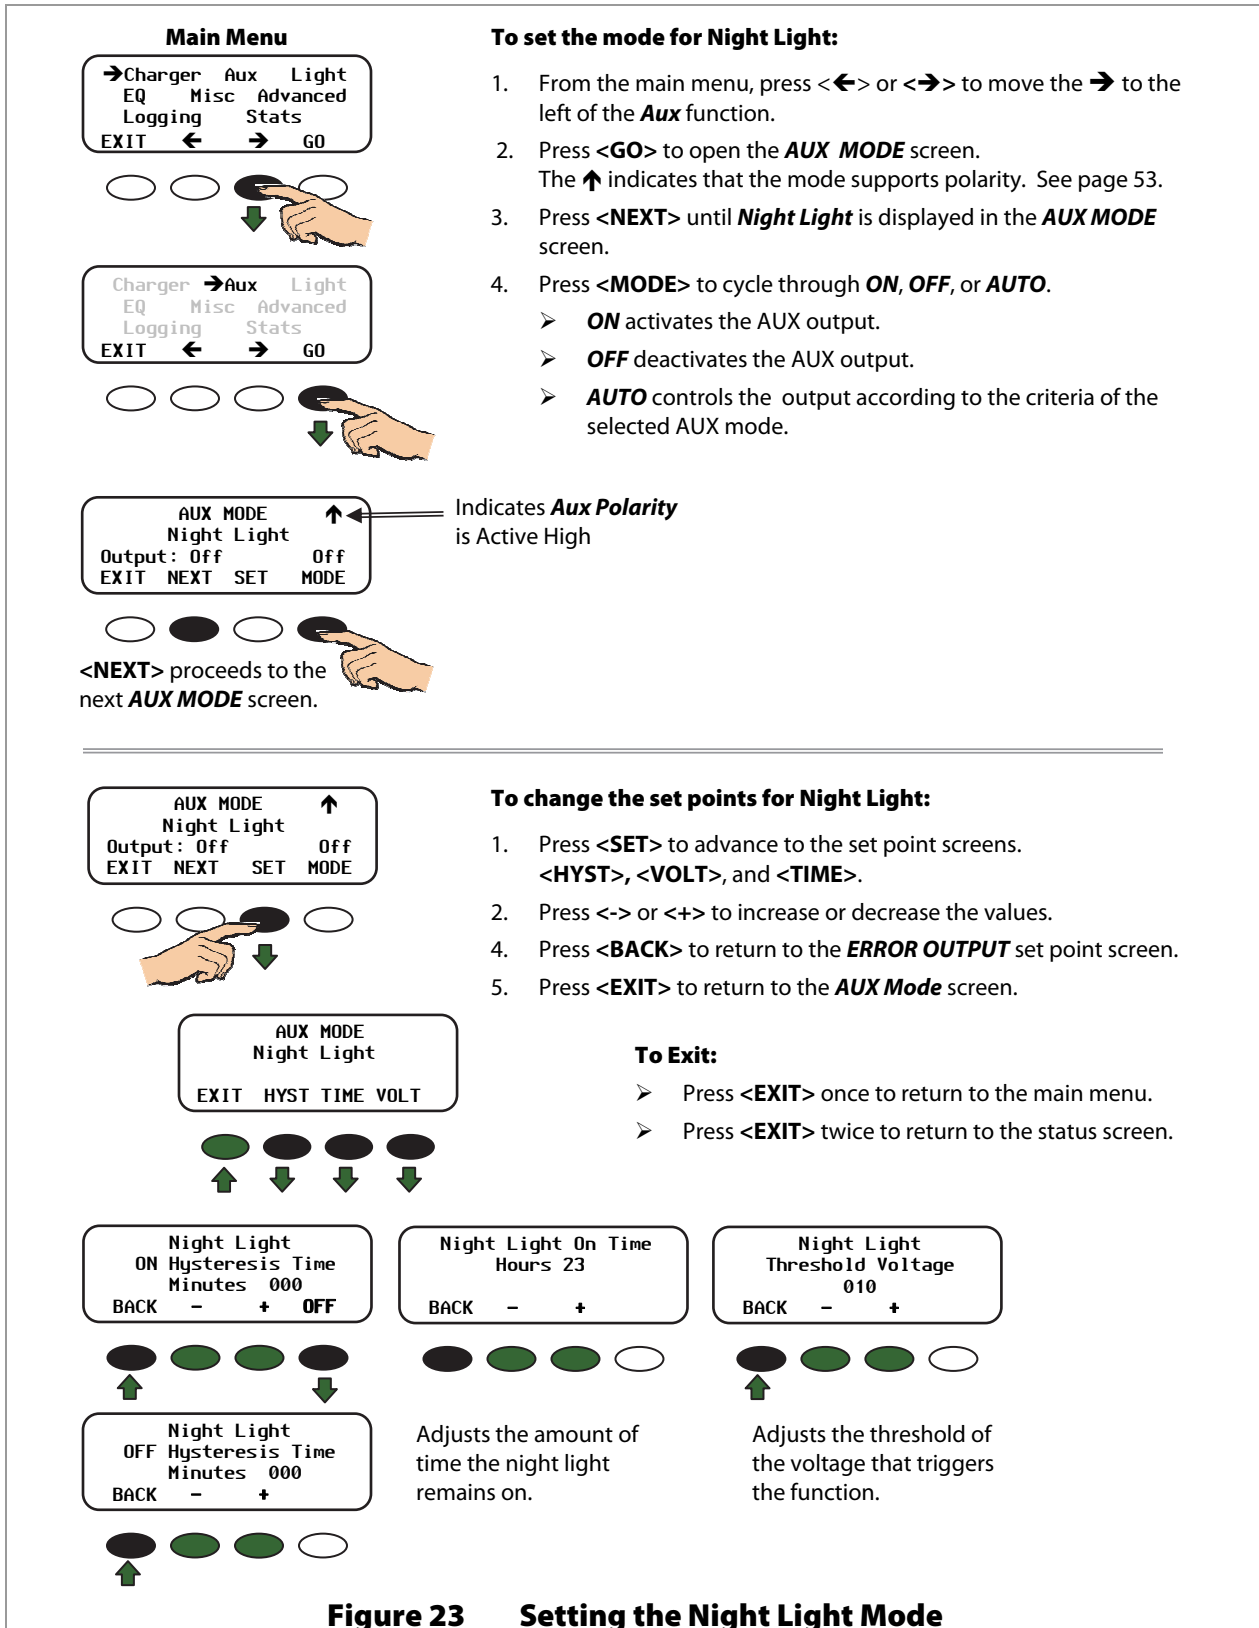 Main Menu
➔Charger Aux Light
EQ Misc Advanced
Logging Stats
EXIT ← → GO
Charger ➔Aux Light
EQ Misc Advanced
Logging Stats
EXIT ← → GO
AUX MODE ↑
Night Light
Output: Off Off
EXIT NEXT SET MODE
Indicates Aux Polarity
is Active High
<NEXT> proceeds to the
next AUX MODE screen.
To set the mode for Night Light:
1. From the main menu, press <←> or <→> to move the ➔ to the
left of the Aux function.
2. Press <GO> to open the AUX MODE screen.
The ↑ indicates that the mode supports polarity. See page 53.
3. Press <NEXT> until Night Light is displayed in the AUX MODE
screen.
4. Press <MODE> to cycle through ON, OFF, or AUTO.
➢ ON activates the AUX output.
➢ OFF deactivates the AUX output.
➢ AUTO controls the output according to the criteria of the
selected AUX mode.
AUX MODE ↑
Night Light
Output: Off Off
EXIT NEXT SET MODE
To change the set points for Night Light:
1. Press <SET> to advance to the set point screens.
<HYST>, <VOLT>, and <TIME>.
2. Press <-> or <+> to increase or decrease the values.
4. Press <BACK> to return to the ERROR OUTPUT set point screen.
5. Press <EXIT> to return to the AUX Mode screen.
AUX MODE
Night Light
EXIT HYST TIME VOLT
To Exit:
➢ Press <EXIT> once to return to the main menu.
➢ Press <EXIT> twice to return to the status screen.
Night Light
ON Hysteresis Time
Minutes 000
BACK - + OFF
Night Light On Time
Hours 23
BACK - +
Night Light
Threshold Voltage
010
BACK - +
Night Light
OFF Hysteresis Time
Minutes 000
BACK - +
Adjusts the amount of
time the night light
remains on.
Adjusts the threshold of
the voltage that triggers
the function.
Figure 23 Setting the Night Light Mode